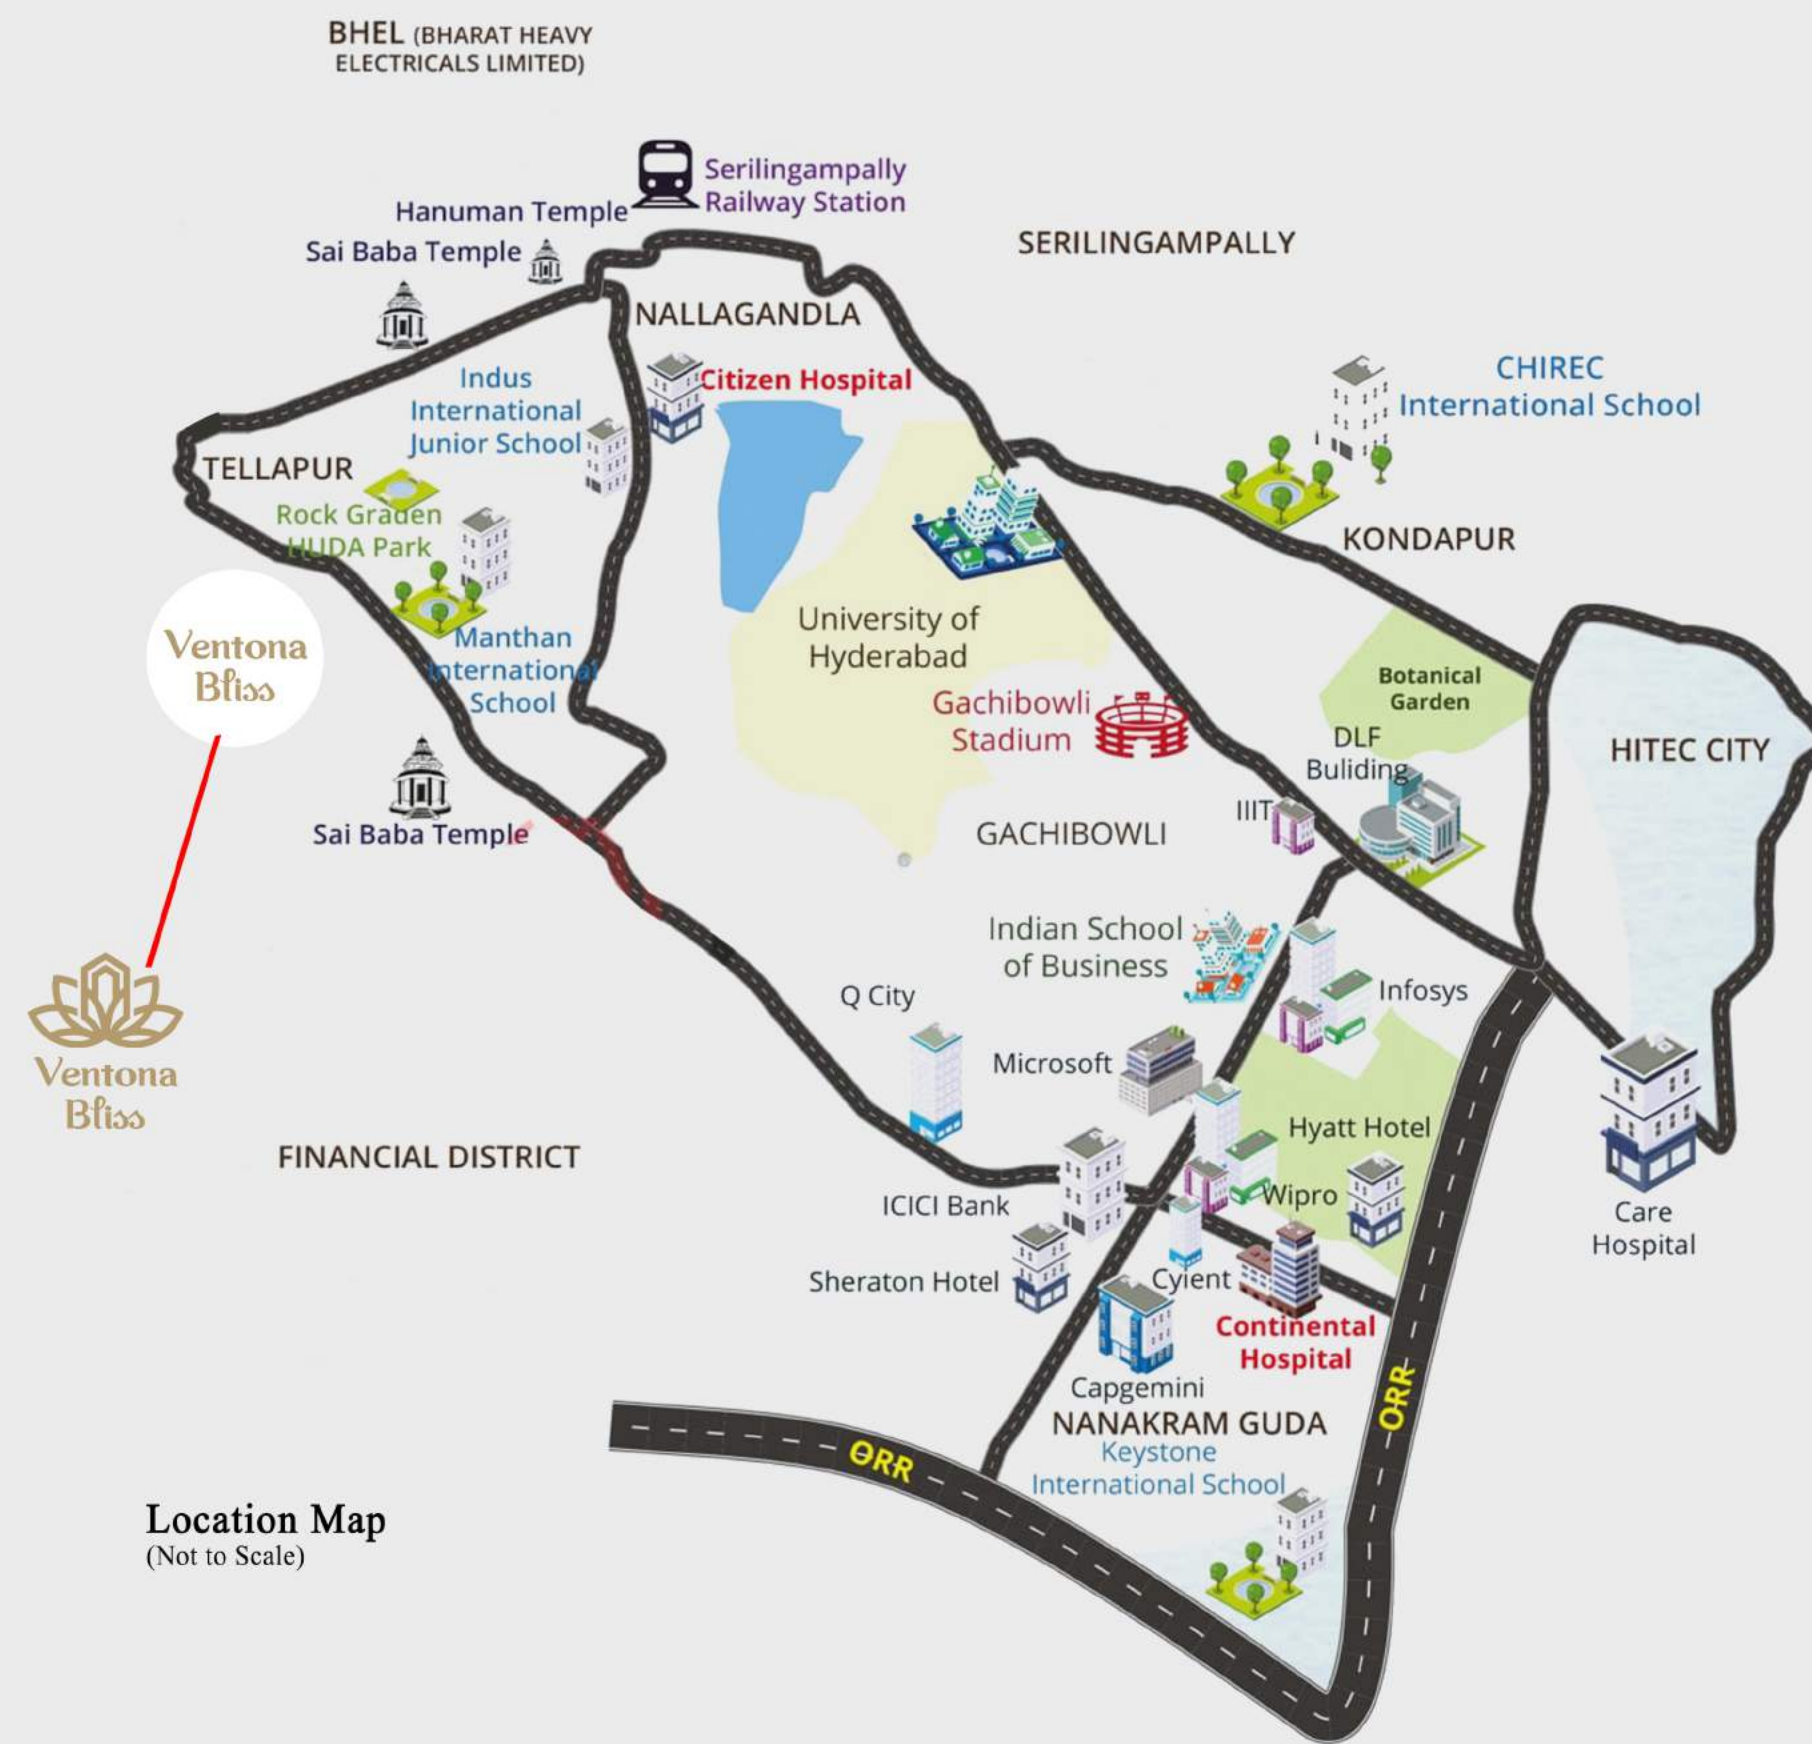 BHEL (BHARAT HEAVY
ELECTRICALS LIMITED)
Serilingampally
Railway Station
Hanuman Temple
Sai Baba Temple
SERILINGAMPALLY
NALLAGANDLA
Citizen Hospital
Indus
International
Junior School
CHIREC
International School
TELLAPUR
Rock Graden
HUDA Park
KONDAPUR
Ventona
Bliss
Manthan
International
School
University of
Hyderabad
Botanical
Garden
Gachibowli
Stadium
DLF
Buliding
HITEC CITY
IIIT
GACHIBOWLI
Sai Baba Temple
Indian School
of Business
Q City
Infosys
Microsoft
Ventona
Bliss
Hyatt Hotel
FINANCIAL DISTRICT
Wipro
ICICI Bank
Care
Hospital
Sheraton Hotel
Cyient
Continental
Hospital
Capgemini
ORR
NANAKRAM GUDA
Keystone
International School
ORR
Location Map
(Not to Scale)